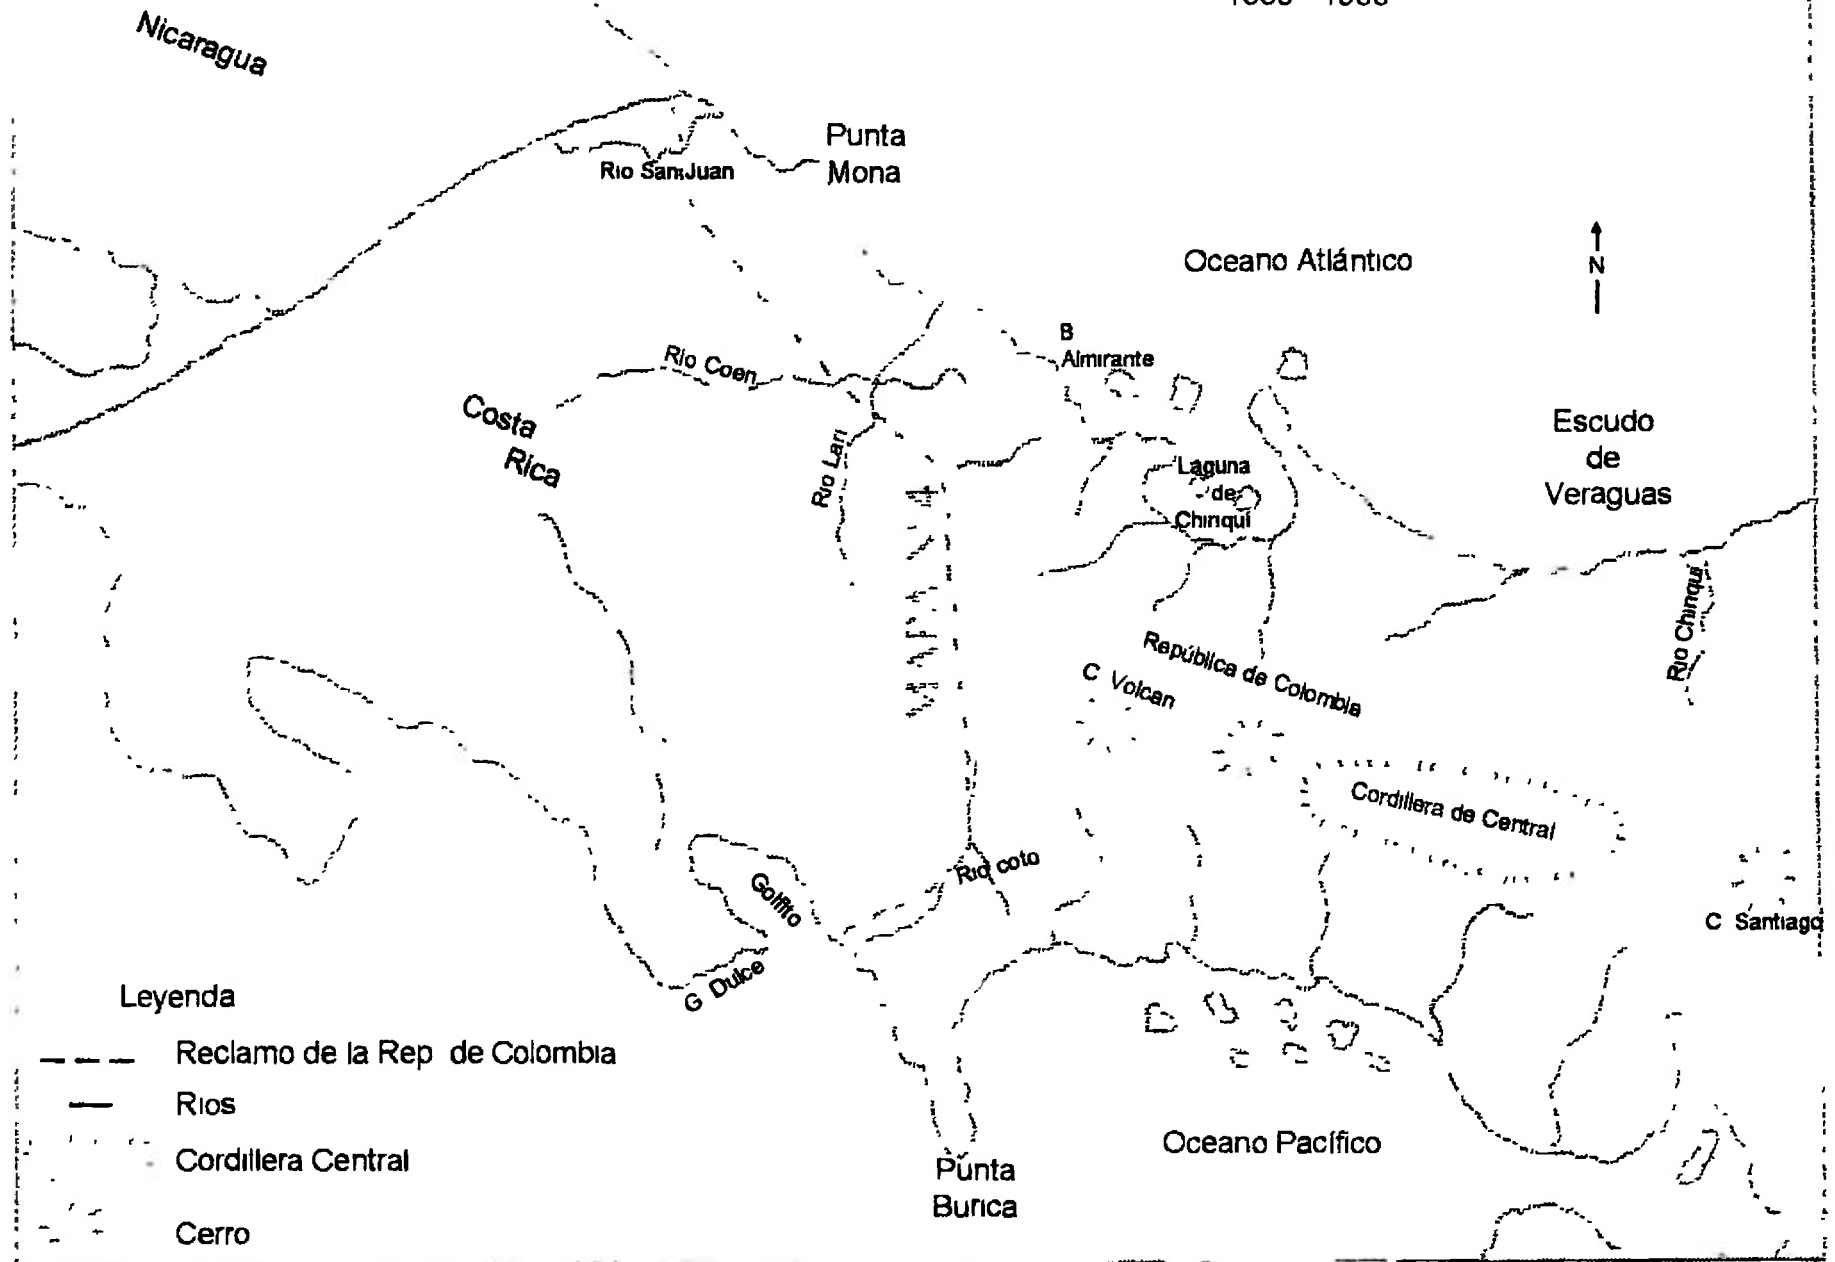 Nicaragua
Punta
Mona
Rio San Juan
Oceano Atlántico
N
B
Almirante
Rio Coen
Costa
Rica
Rio Lari
Escudo
de
Veraguas
Laguna
de
Chiriquí
Rio Chiriquí
República de Colombia
C Volcan
Cordillera de Central
Rio coto
Golfito
C Santiago
G Dulce
Leyenda
Reclamo de la Rep de Colombia
Rios
Cordillera Central
Cerro
Oceano Pacífico
Punta
Burica